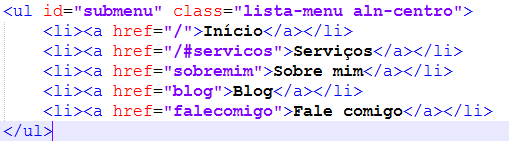 <ul id="submenu" class="lista-menu aln-centro">
<li><a href="/">Início</a></li>
<li><a href="/#servicos">Serviços</a></li>
<li><a href="sobremim">Sobre mim</a></li>
<li><a href="blog">Blog</a></li>
<li><a href="falecomigo">Fale comigo</a></li>
</ul>